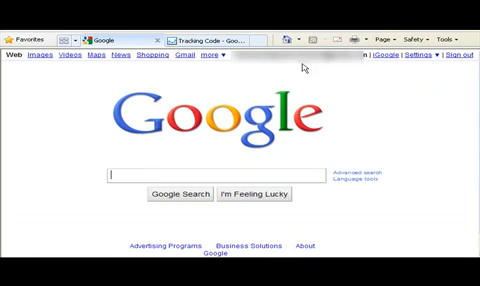 Favorites Google Tracking Code - Goo... Page Safety Tools
Web Images Videos Maps News Shopping Gmail more n | iGoogle | Settings | Sign out
Google
Advanced search
Language tools
Google Search I'm Feeling Lucky
Advertising Programs Business Solutions About
Google